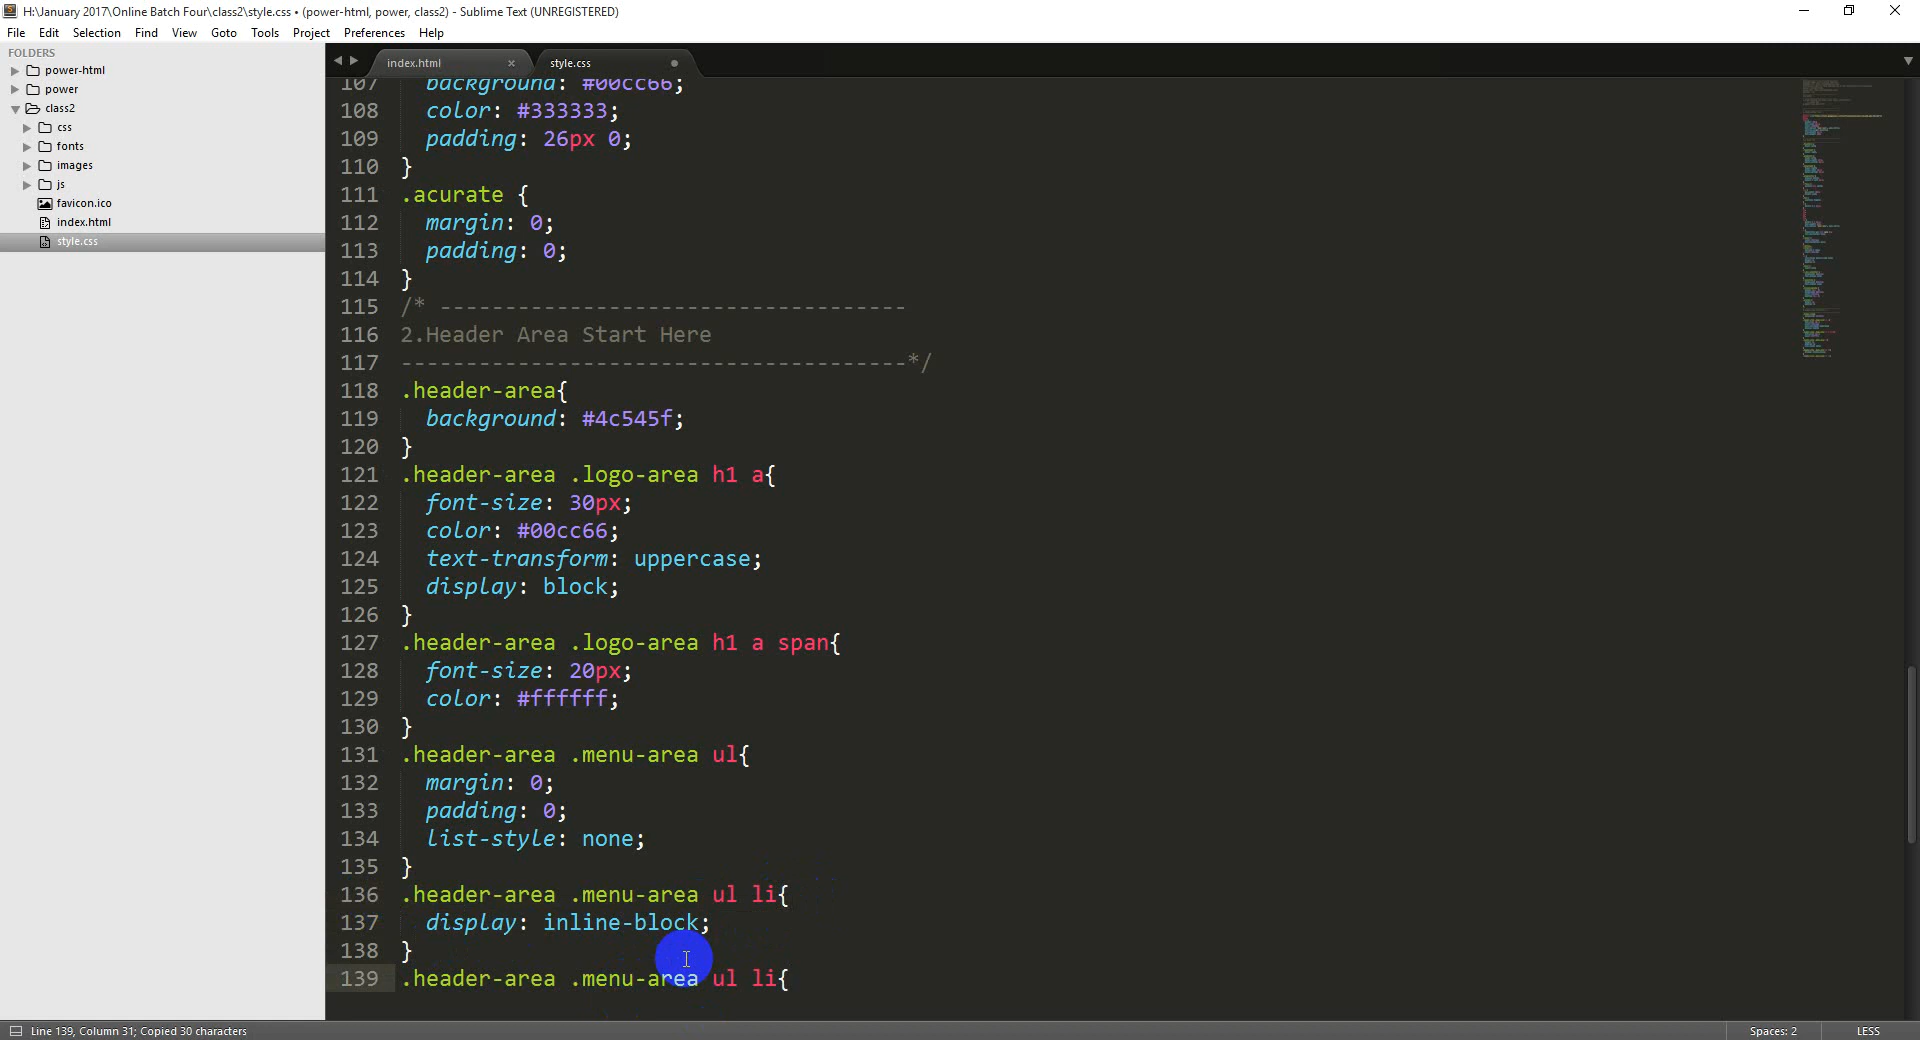 H:\January 2017\Online Batch Four\class2\style.css • (power-html, power, class2) - Sublime Text (UNREGISTERED)
File Edit Selection Find View Goto Tools Project Preferences Help
FOLDERS
power-html
power
class2
css
fonts
images
js
favicon.ico
index.html
style.css
index.html × style.css
107 background: #00cc66;
108 color: #333333;
109 padding: 26px 0;
110 }
111 .acurate {
112 margin: 0;
113 padding: 0;
114 }
115 /* ------------------------------------
116 2.Header Area Start Here
117 ---------------------------------------*/
118 .header-area{
119 background: #4c545f;
120 }
121 .header-area .logo-area h1 a{
122 font-size: 30px;
123 color: #00cc66;
124 text-transform: uppercase;
125 display: block;
126 }
127 .header-area .logo-area h1 a span{
128 font-size: 20px;
129 color: #ffffff;
130 }
131 .header-area .menu-area ul{
132 margin: 0;
133 padding: 0;
134 list-style: none;
135 }
136 .header-area .menu-area ul li{
137 display: inline-block;
138 }
139 .header-area .menu-area ul li{
Line 139, Column 31; Copied 30 characters Spaces: 2 LESS